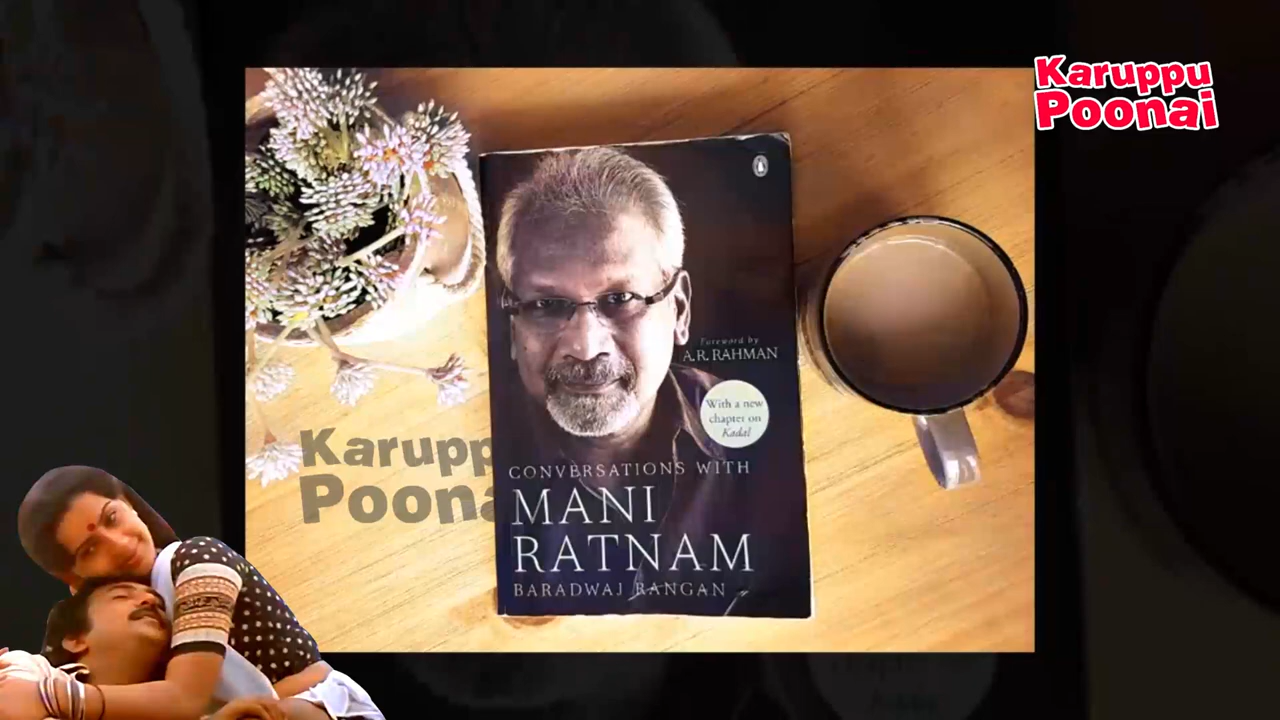 Karuppu
Poonai
Foreword by
A.R. RAHMAN
With a new
chapter on
Kadal
Karupp
Poona
CONVERSATIONS WITH
MANI
RATNAM
BARADWAJ RANGAN